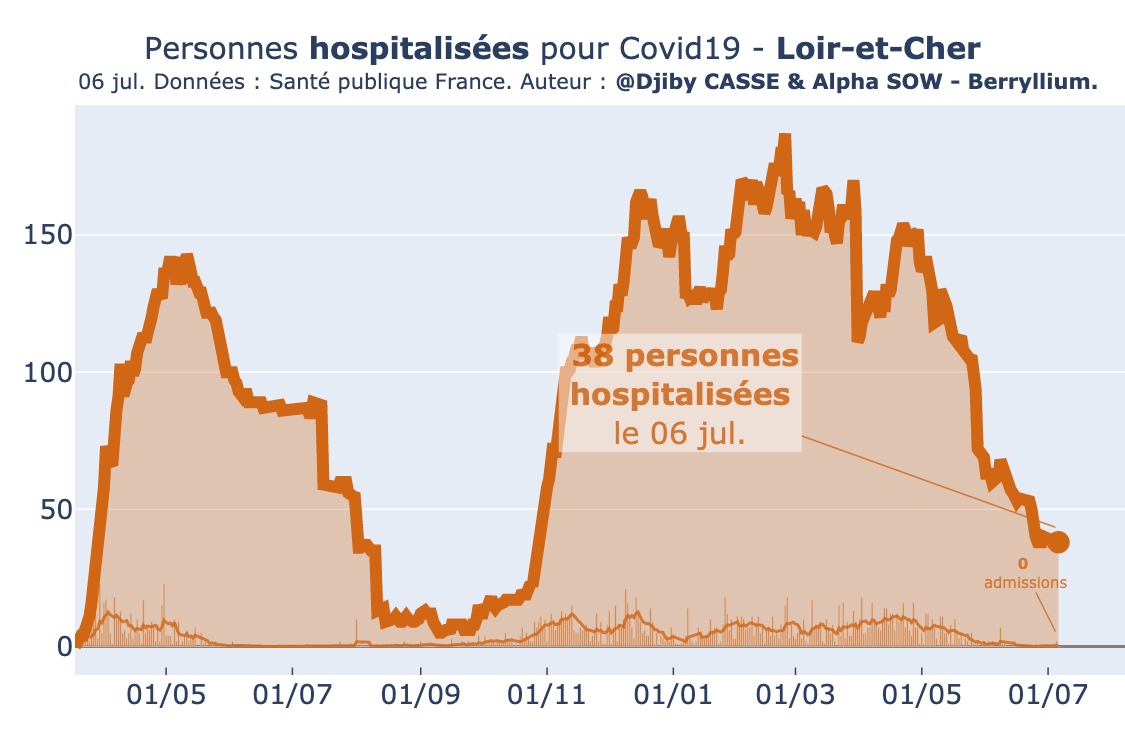 Personnes hospitalisées pour Covid19 - Loir-et-Cher
06 jul. Données : Santé publique France. Auteur : @Djiby CASSE & Alpha SOW - Berryllium.
150
100
50
0
38 personnes
hospitalisées
le 06 jul.
0
admissions
01/05 01/07 01/09 01/11 01/01 01/03 01/05 01/07